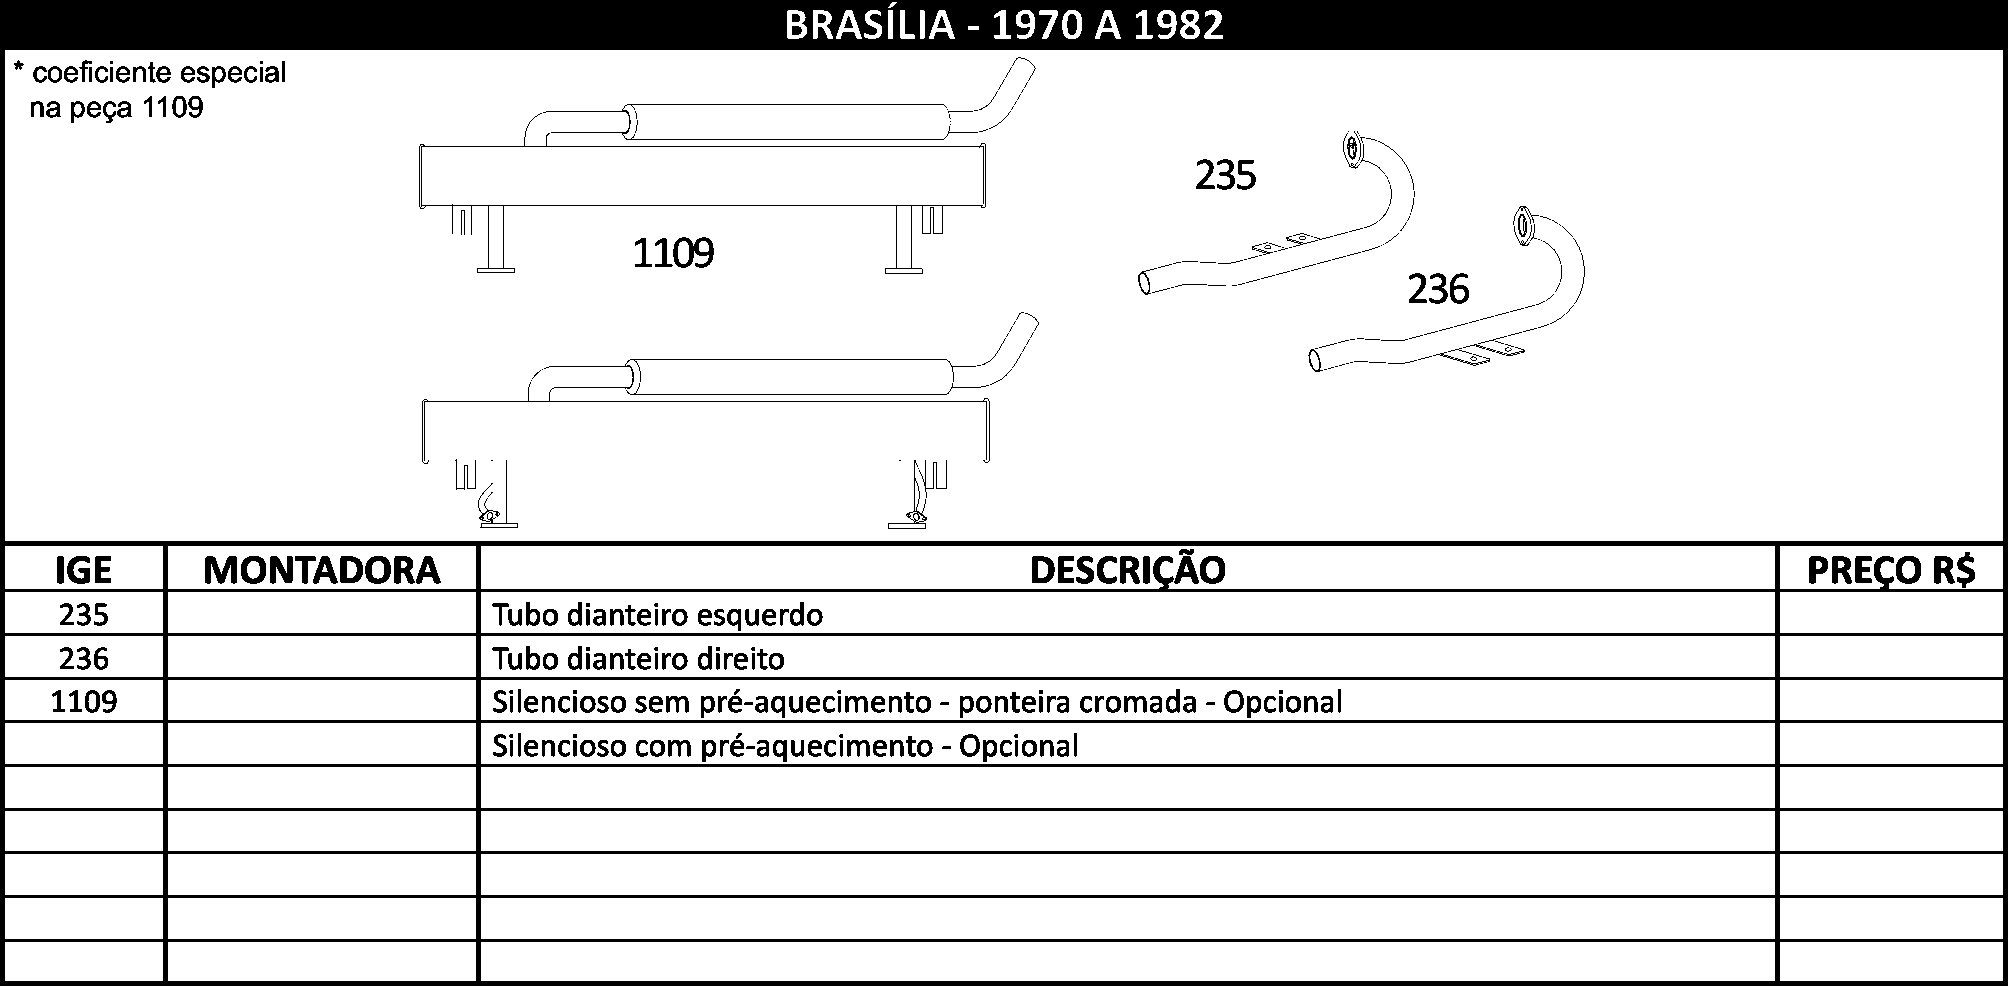 BRASÍLIA - 1970 A 1982
* coeficiente especial
na peça 1109
235
1109
236
IGE MONTADORA DESCRIÇÃO PREÇO R$
235 Tubo dianteiro esquerdo
236 Tubo dianteiro direito
1109 Silencioso sem pré-aquecimento - ponteira cromada - Opcional
Silencioso com pré-aquecimento - Opcional